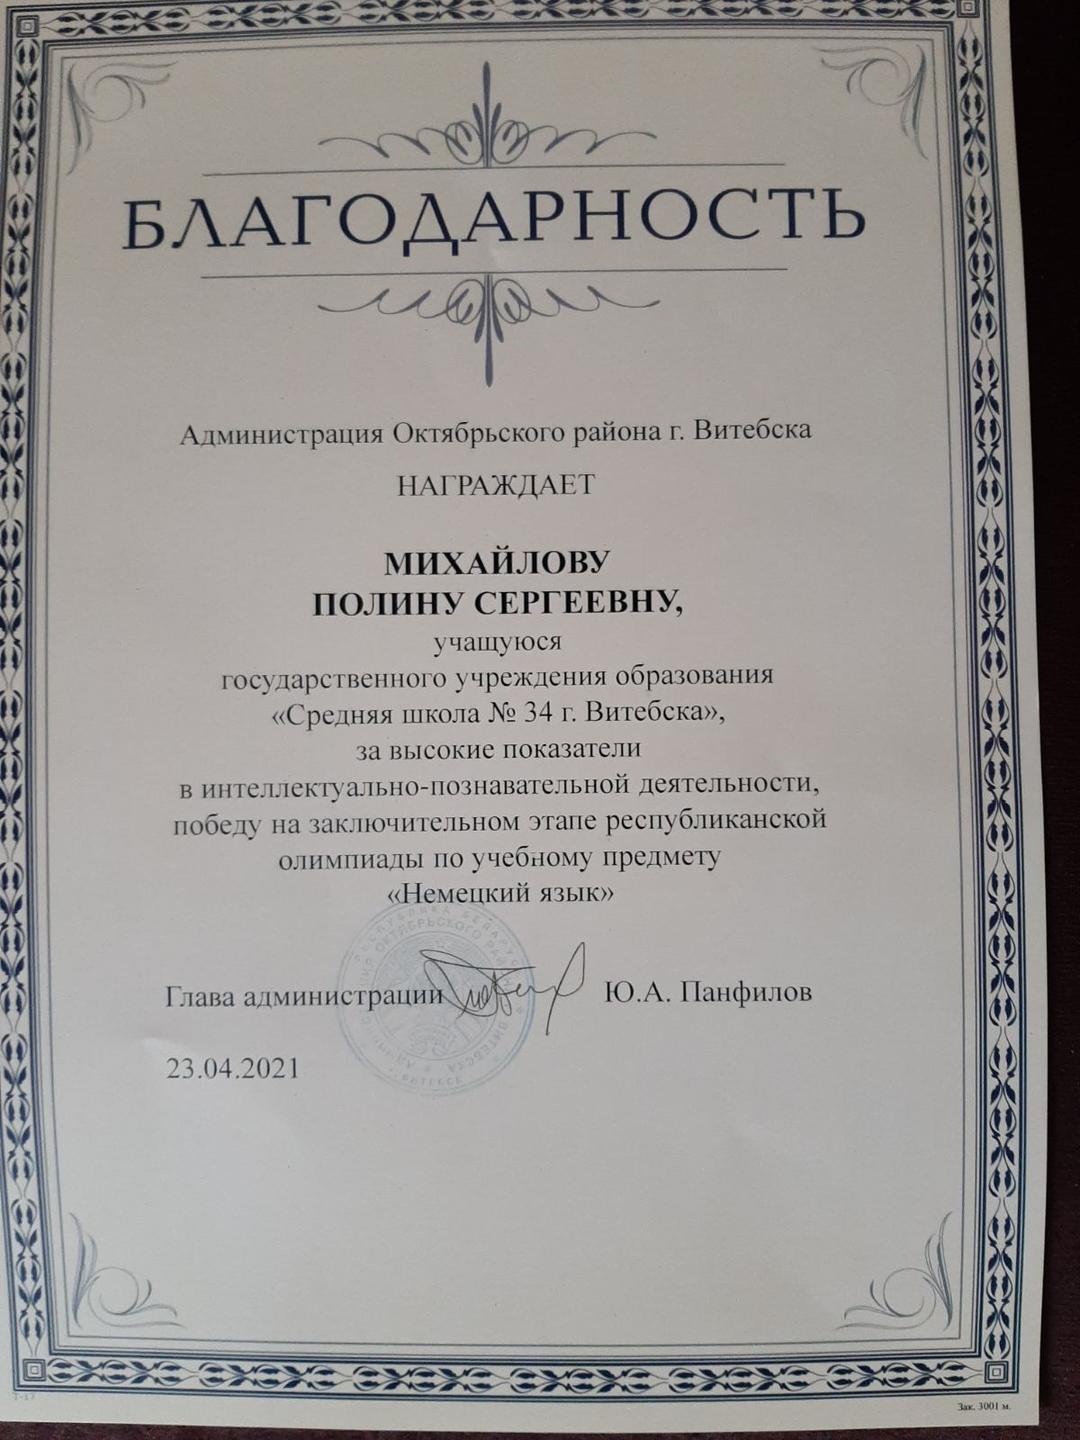 БЛАГОДАРНОСТЬ
Администрация Октябрьского района г. Витебска
НАГРАЖДАЕТ
МИХАЙЛОВУ
ПОЛИНУ СЕРГЕЕВНУ,
учащуюся
государственного учреждения образования
«Средняя школа № 34 г. Витебска»,
за высокие показатели
в интеллектуально-познавательной деятельности,
победу на заключительном этапе республиканской
олимпиады по учебному предмету
«Немецкий язык»
Глава администрации Ю.А. Панфилов
23.04.2021
Зак. 3001 м.